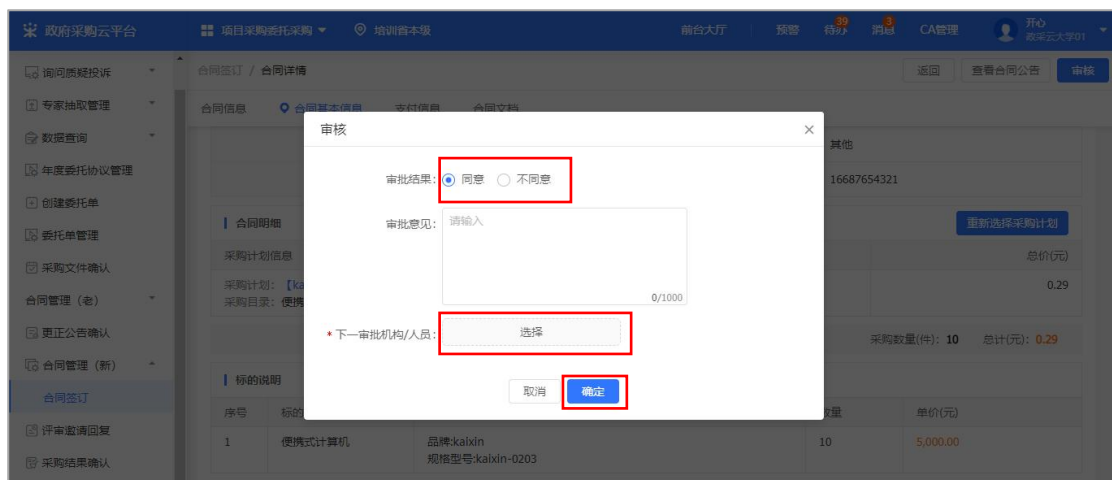 政府采购云平台
项目采购委托采购
培训省本级
前台大厅
预警
待办
39
消息
3
CA管理
开心
政采云大学01
询问质疑投诉
专家抽取管理
数据查询
年度委托协议管理
创建委托单
委托单管理
采购文件确认
合同管理（老）
更正公告确认
合同管理（新）
合同签订
评审邀请回复
采购结果确认
合同签订 / 合同详情
返回
查看合同公告
审核
合同信息
合同基本信息
支付信息
合同文档
其他
16687654321
合同明细
重新选择采购计划
采购计划信息
总价(元)
采购计划：【ka
0.29
采购目录：便携
采购数量(件)：10 总计(元)：0.29
标的说明
序号
标的
数量
单价(元)
1
便携式计算机
品牌:kaixin
规格型号:kaixin-0203
10
5,000.00
审核
×
审批结果：
同意
不同意
审批意见：
请输入
0/1000
* 下一审批机构/人员：
选择
取消
确定